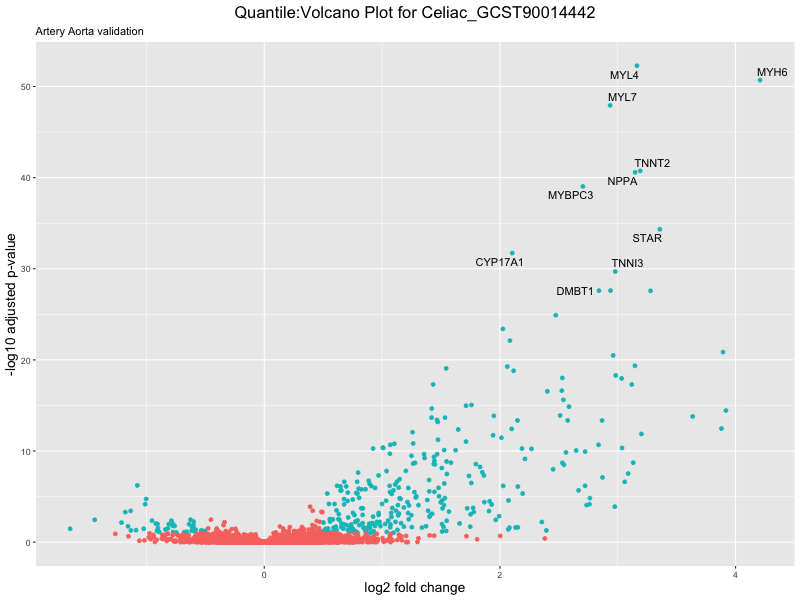 Quantile:Volcano Plot for Celiac_GCST90014442
Artery Aorta validation
MYL4
MYH6
MYL7
TNNT2
NPPA
MYBPC3
STAR
CYP17A1
TNNI3
DMBT1
50
40
30
20
10
0
-log10 adjusted p-value
0
2
4
log2 fold change